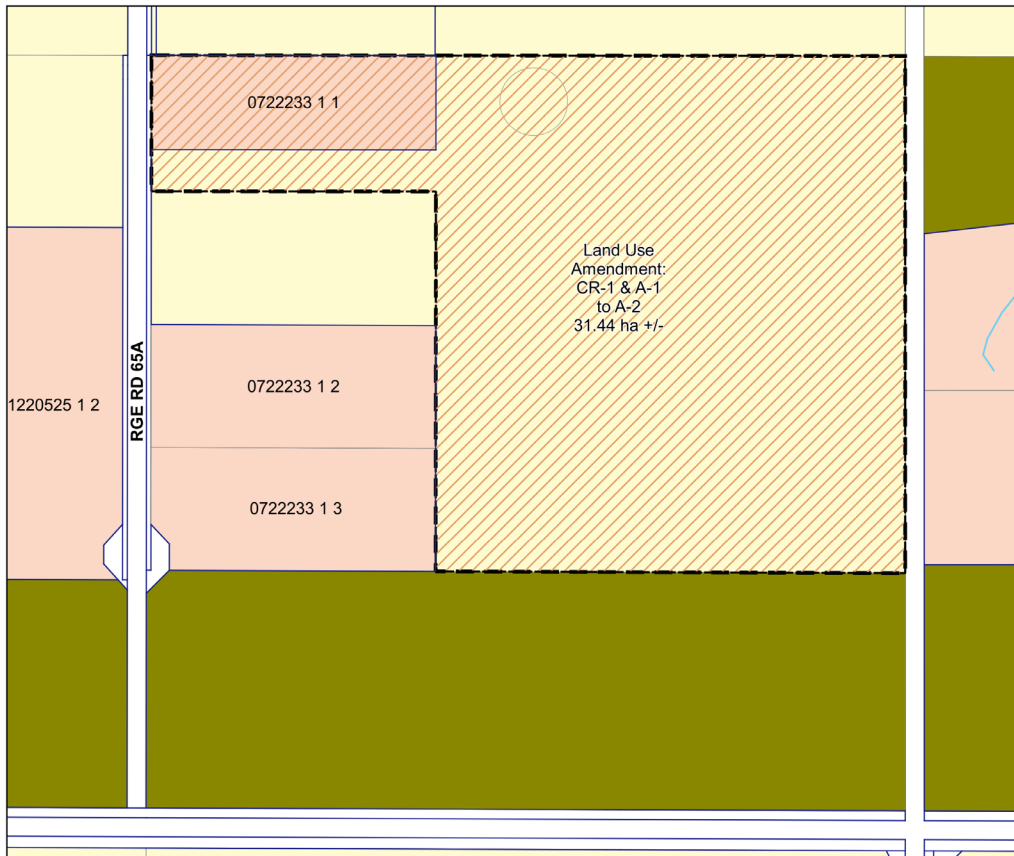 0722233 1 1
Land Use
Amendment:
CR-1 & A-1
to A-2
31.44 ha +/-
RGE RD 65A
0722233 1 2
1220525 1 2
0722233 1 3